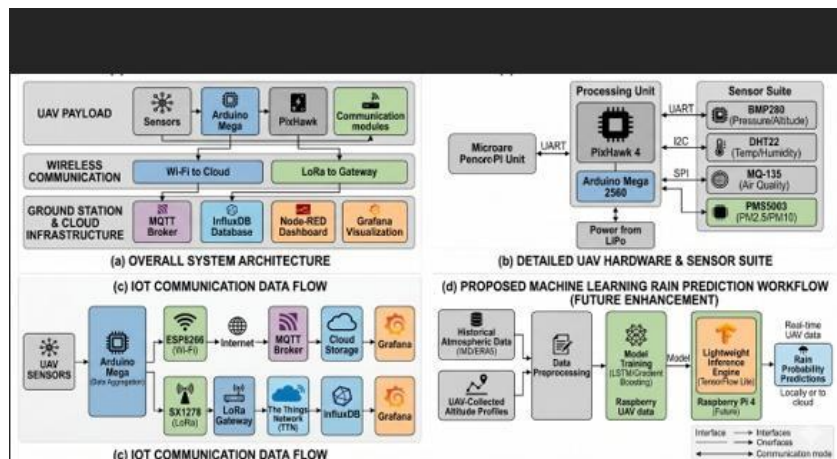 UAV PAYLOAD
Sensors
Arduino
Mega
PixHawk
Communication
modules
WIRELESS
COMMUNICATION
Wi-Fi to Cloud
LoRa to Gateway
GROUND STATION
& CLOUD
INFRASTRUCTURE
MQTT
Broker
InfluxDB
Database
Node-RED
Dashboard
Grafana
Visualization
(a) OVERALL SYSTEM ARCHITECTURE
Processing Unit
Sensor Suite
Microare
Penoro-PI Unit
UART
PixHawk 4
Arduino Mega
2560
Power from
LiPo
UART
I2C
SPI
BMP280
(Pressure/Altitude)
DHT22
(Temp/Humidity)
MQ-135
(Air Quality)
PMS5003
(PM2.5/PM10)
(b) DETAILED UAV HARDWARE & SENSOR SUITE
(c) IOT COMMUNICATION DATA FLOW
UAV
SENSORS
Arduino
Mega
(Data Aggregation)
ESP8266
(Wi-Fi)
Internet
MQTT
Broker
Cloud
Storage
Grafana
SX1278
(LoRa)
LoRa
Gateway
The Things
Network
(TTN)
InfluxDB
Grafana
(c) IOT COMMUNICATION DATA FLOW
(d) PROPOSED MACHINE LEARNING RAIN PREDICTION WORKFLOW
(FUTURE ENHANCEMENT)
Historical
Atmospheric Data
(IMD/ERA5)
UAV-Collected
Altitude Profiles
Data
Preprocessing
Model
Training
(LSTM/Gradient
Boosting)
Raspberry
UAV data
Model
Lightweight
Inference
Engine
(TensorFlow Lite)
Raspberry Pi 4
(Future)
Real-time
UAV data
Rain
Probability
Predictions
Locally or to
cloud
Interface
Interfaces
Onerfaces
Communication mode